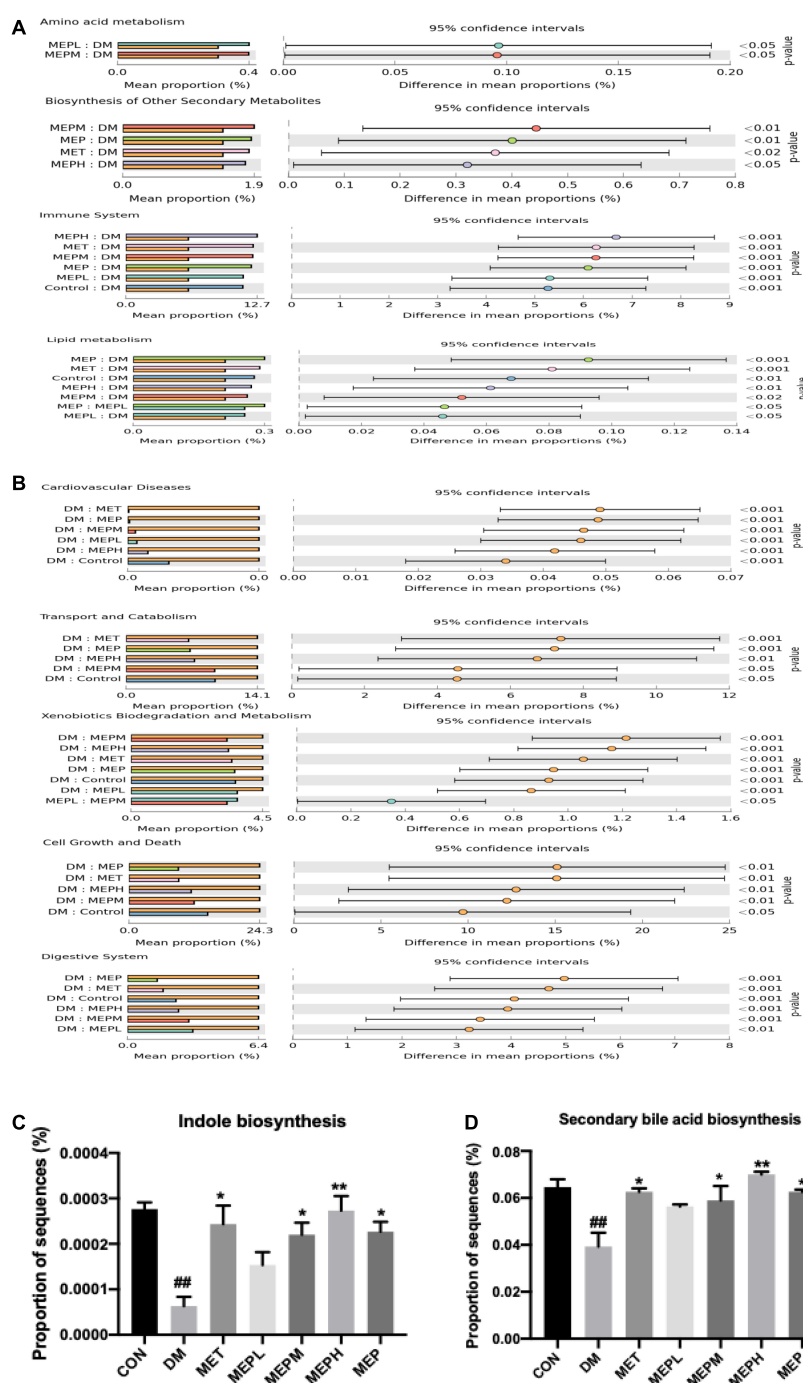 A
Amino acid metabolism
95% confidence intervals
MEPL : DM
<0.05
MEPM : DM
<0.05
p-value
0.0
0.4
0.00
0.05
0.10
0.15
0.20
Mean proportion (%)
Difference in mean proportions (%)
Biosynthesis of Other Secondary Metabolites
95% confidence intervals
MEPM : DM
<0.01
MEP : DM
<0.01
MET : DM
<0.02
MEPH : DM
<0.05
p-value
0.0
1.9
0.0
0.1
0.2
0.3
0.4
0.5
0.6
0.7
0.8
Mean proportion (%)
Difference in mean proportions (%)
Immune System
95% confidence intervals
MEPH : DM
<0.001
MET : DM
<0.001
MEPM : DM
<0.001
MEP : DM
<0.001
MEPL : DM
<0.001
Control : DM
<0.001
p-value
0.0
12.7
0
1
2
3
4
5
6
7
8
9
Mean proportion (%)
Difference in mean proportions (%)
Lipid metabolism
95% confidence intervals
MEP : DM
<0.001
MET : DM
<0.001
Control : DM
<0.01
MEPH : DM
<0.01
MEPM : DM
<0.02
MEP : MEPL
<0.05
MEPL : DM
<0.05
p-value
0.0
0.3
0.00
0.02
0.04
0.06
0.08
0.10
0.12
0.14
Mean proportion (%)
Difference in mean proportions (%)
B
Cardiovascular Diseases
95% confidence intervals
DM : MET
<0.001
DM : MEP
<0.001
DM : MEPM
<0.001
DM : MEPL
<0.001
DM : MEPH
<0.001
DM : Control
<0.001
p-value
0.0
0.0
0.00
0.01
0.02
0.03
0.04
0.05
0.06
0.07
Mean proportion (%)
Difference in mean proportions (%)
Transport and Catabolism
95% confidence intervals
DM : MET
<0.001
DM : MEP
<0.001
DM : MEPH
<0.01
DM : MEPM
<0.05
DM : Control
<0.05
p-value
0.0
14.1
0
2
4
6
8
10
12
Mean proportion (%)
Difference in mean proportions (%)
Xenobiotics Biodegradation and Metabolism
95% confidence intervals
DM : MEPM
<0.001
DM : MEPH
<0.001
DM : MET
<0.001
DM : MEP
<0.001
DM : Control
<0.001
DM : MEPL
<0.001
MEPL : MEPM
<0.05
p-value
0.0
4.5
0.0
0.2
0.4
0.6
0.8
1.0
1.2
1.4
1.6
Mean proportion (%)
Difference in mean proportions (%)
Cell Growth and Death
95% confidence intervals
DM : MEP
<0.01
DM : MET
<0.01
DM : MEPH
<0.01
DM : MEPM
<0.01
DM : Control
<0.05
p-value
0.0
24.3
0
5
10
15
20
25
Mean proportion (%)
Difference in mean proportions (%)
Digestive System
95% confidence intervals
DM : MEP
<0.001
DM : MET
<0.001
DM : Control
<0.001
DM : MEPH
<0.001
DM : MEPM
<0.001
DM : MEPL
<0.01
p-value
0.0
6.4
0
1
2
3
4
5
6
7
8
Mean proportion (%)
Difference in mean proportions (%)
C
Indole biosynthesis
Proportion of sequences (%)
0.0004
0.0003
0.0002
0.0001
0.0000
##
*
*
**
*
CON
DM
MET
MEPL
MEPM
MEPH
MEP
D
Secondary bile acid biosynthesis
Proportion of sequences (%)
0.08
0.06
0.04
0.02
0.00
##
*
*
**
*
CON
DM
MET
MEPL
MEPM
MEPH
MEP